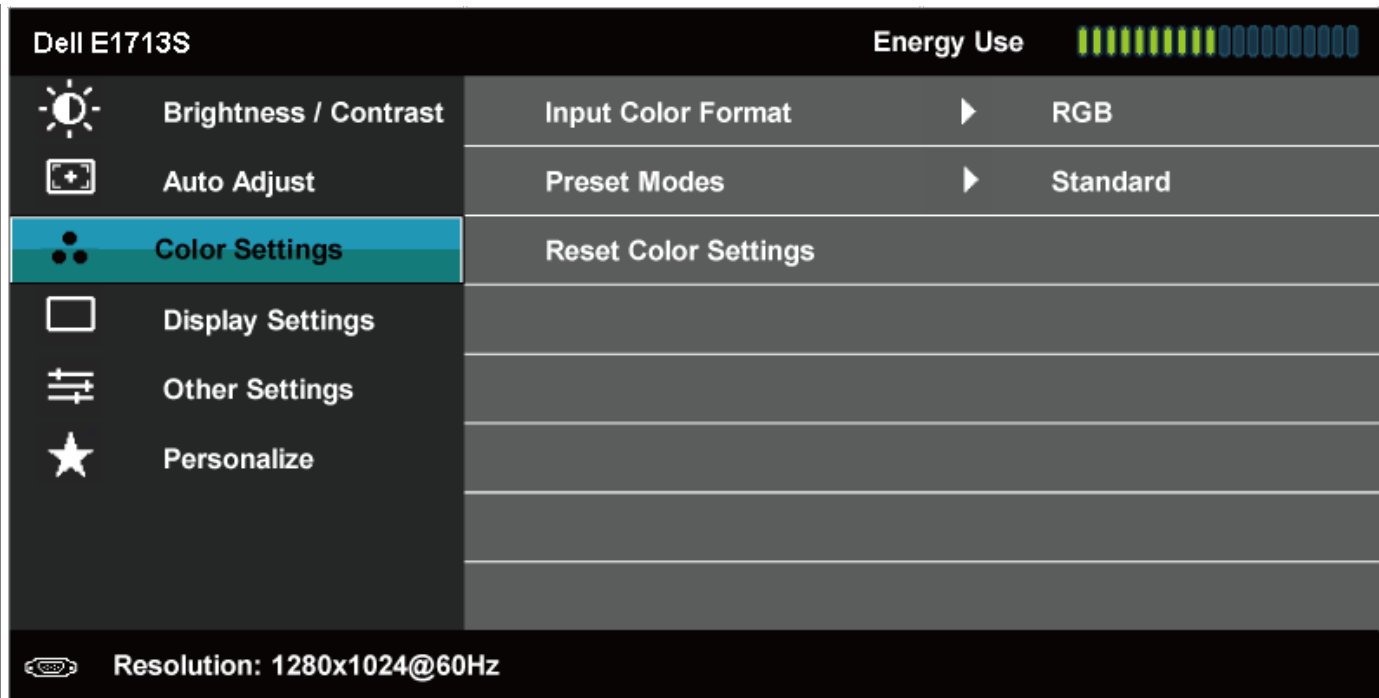 Dell E1713S Energy Use
Brightness / Contrast Input Color Format RGB
Auto Adjust Preset Modes Standard
Color Settings Reset Color Settings
Display Settings
Other Settings
Personalize
Resolution: 1280x1024@60Hz